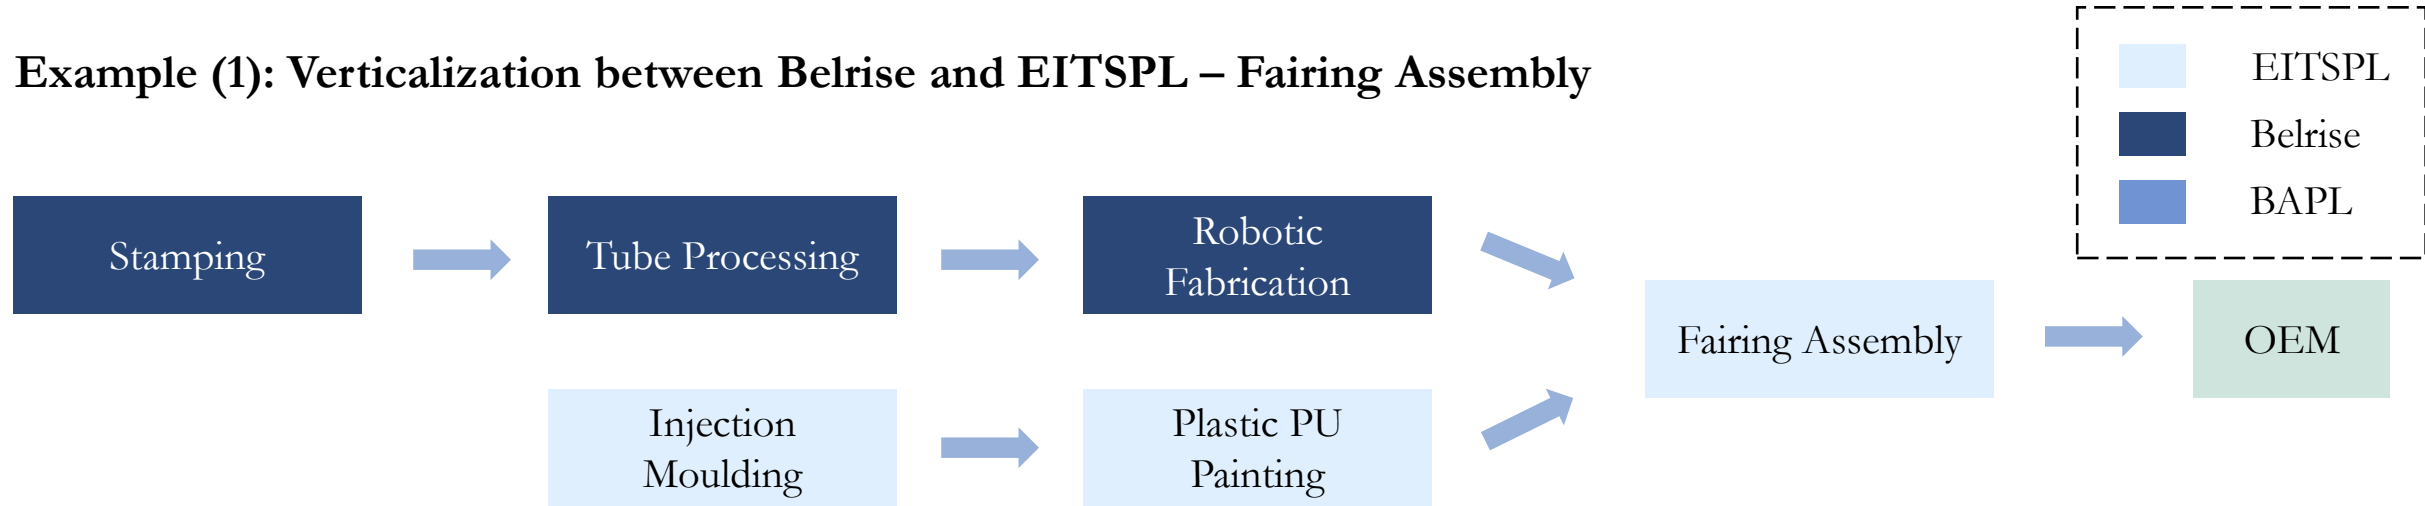 Example (1): Verticalization between Belrise and EITSPL – Fairing Assembly
EITSPL
Belrise
BAPL
Stamping
Tube Processing
Robotic
Fabrication
Injection
Moulding
Plastic PU
Painting
Fairing Assembly
OEM